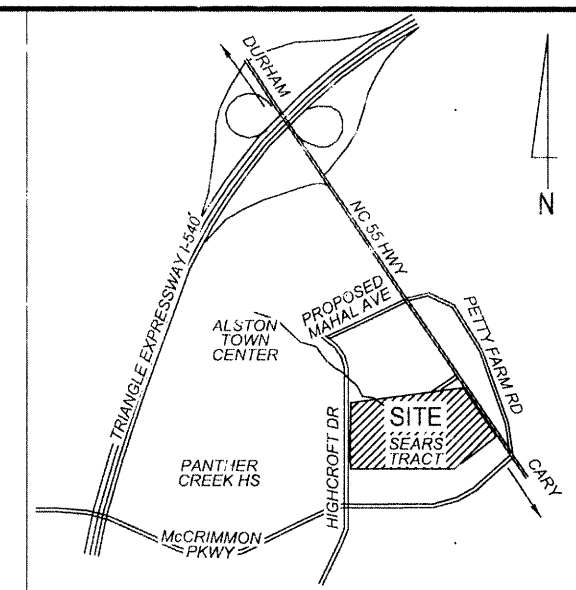 DURHAM
N
NC 55 HWY
TRIANGLE EXPRESSWAY I-540
PROPOSED
MAHAL AVE
PETTY FARM RD
ALSTON
TOWN
CENTER
SITE
SEARS
TRACT
HIGHCROFT DR
PANTHER
CREEK HS
CARY
McCRIMMON
PKWY